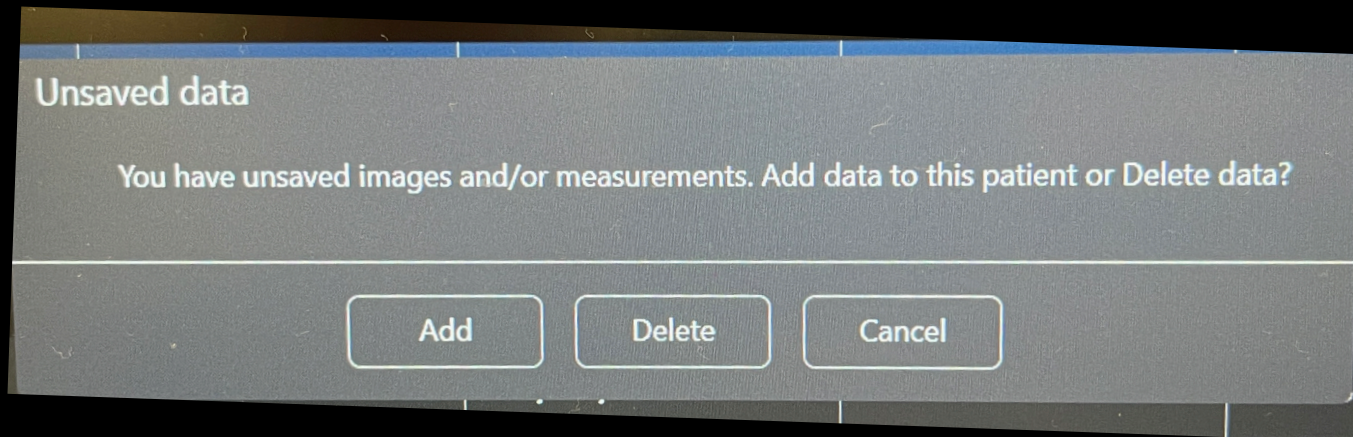 Unsaved data
You have unsaved images and/or measurements. Add data to this patient or Delete data?
Add
Delete
Cancel